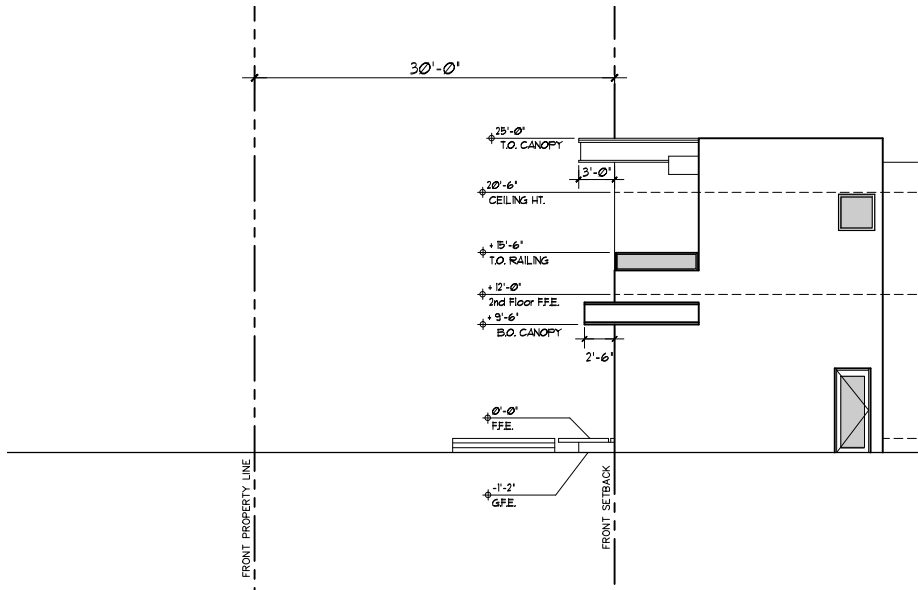 30'-0"
25'-0"
T.O. CANOPY
3'-0"
20'-6"
CEILING HT.
+ 15'-6"
T.O. RAILING
+ 12'-0"
2nd Floor F.F.E.
+ 9'-6"
B.O. CANOPY
2'-6"
0'-0"
F.F.E.
-1'-2"
G.F.E.
FRONT PROPERTY LINE
FRONT SETBACK